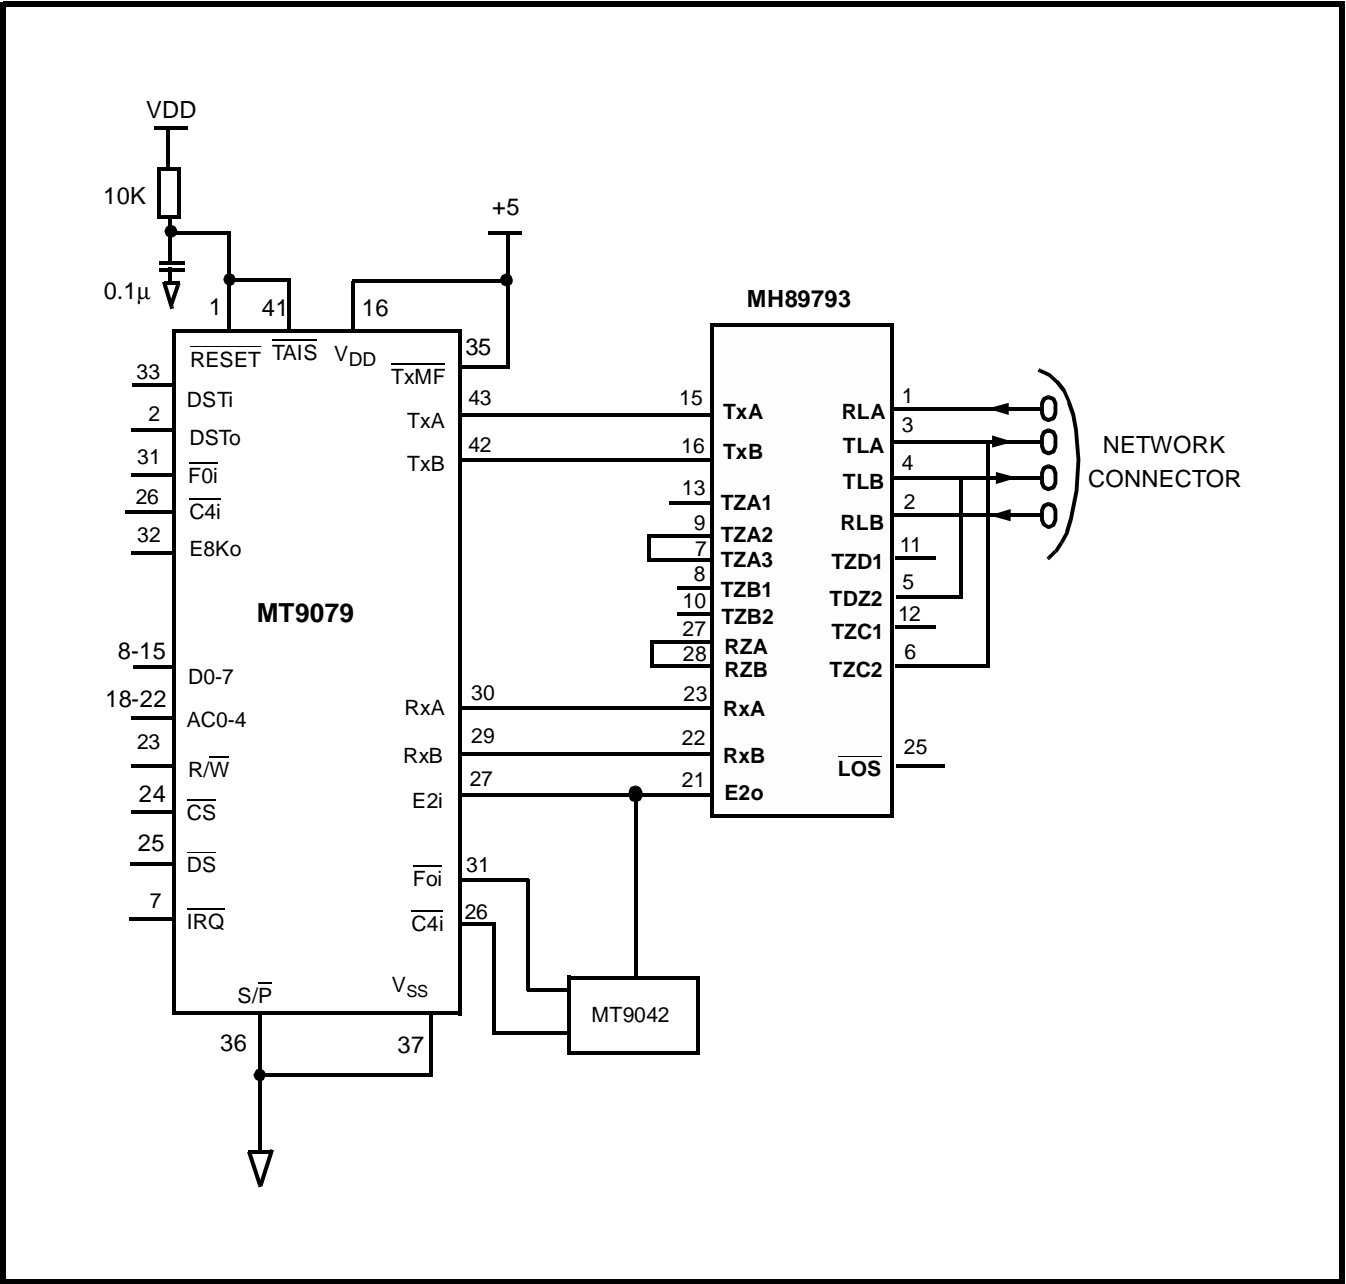 VDD
10K
0.1μ
+5
1
41
16
RESET
TAIS
VDD
35
TxMF
33
DSTi
2
DSTo
31
F0i
26
C4i
32
E8Ko
MT9079
8-15
D0-7
18-22
AC0-4
23
R/W
24
CS
25
DS
7
IRQ
43
TxA
42
TxB
30
RxA
29
RxB
27
E2i
31
Foi
26
C4i
S/P
VSS
36
37
MT9042
MH89793
15
TxA
16
TxB
13
TZA1
9
TZA2
7
TZA3
8
TZB1
10
TZB2
27
RZA
28
RZB
23
RxA
22
RxB
21
E2o
1
RLA
3
TLA
4
TLB
2
RLB
11
TZD1
5
TDZ2
12
TZC1
6
TZC2
25
LOS
NETWORK
CONNECTOR